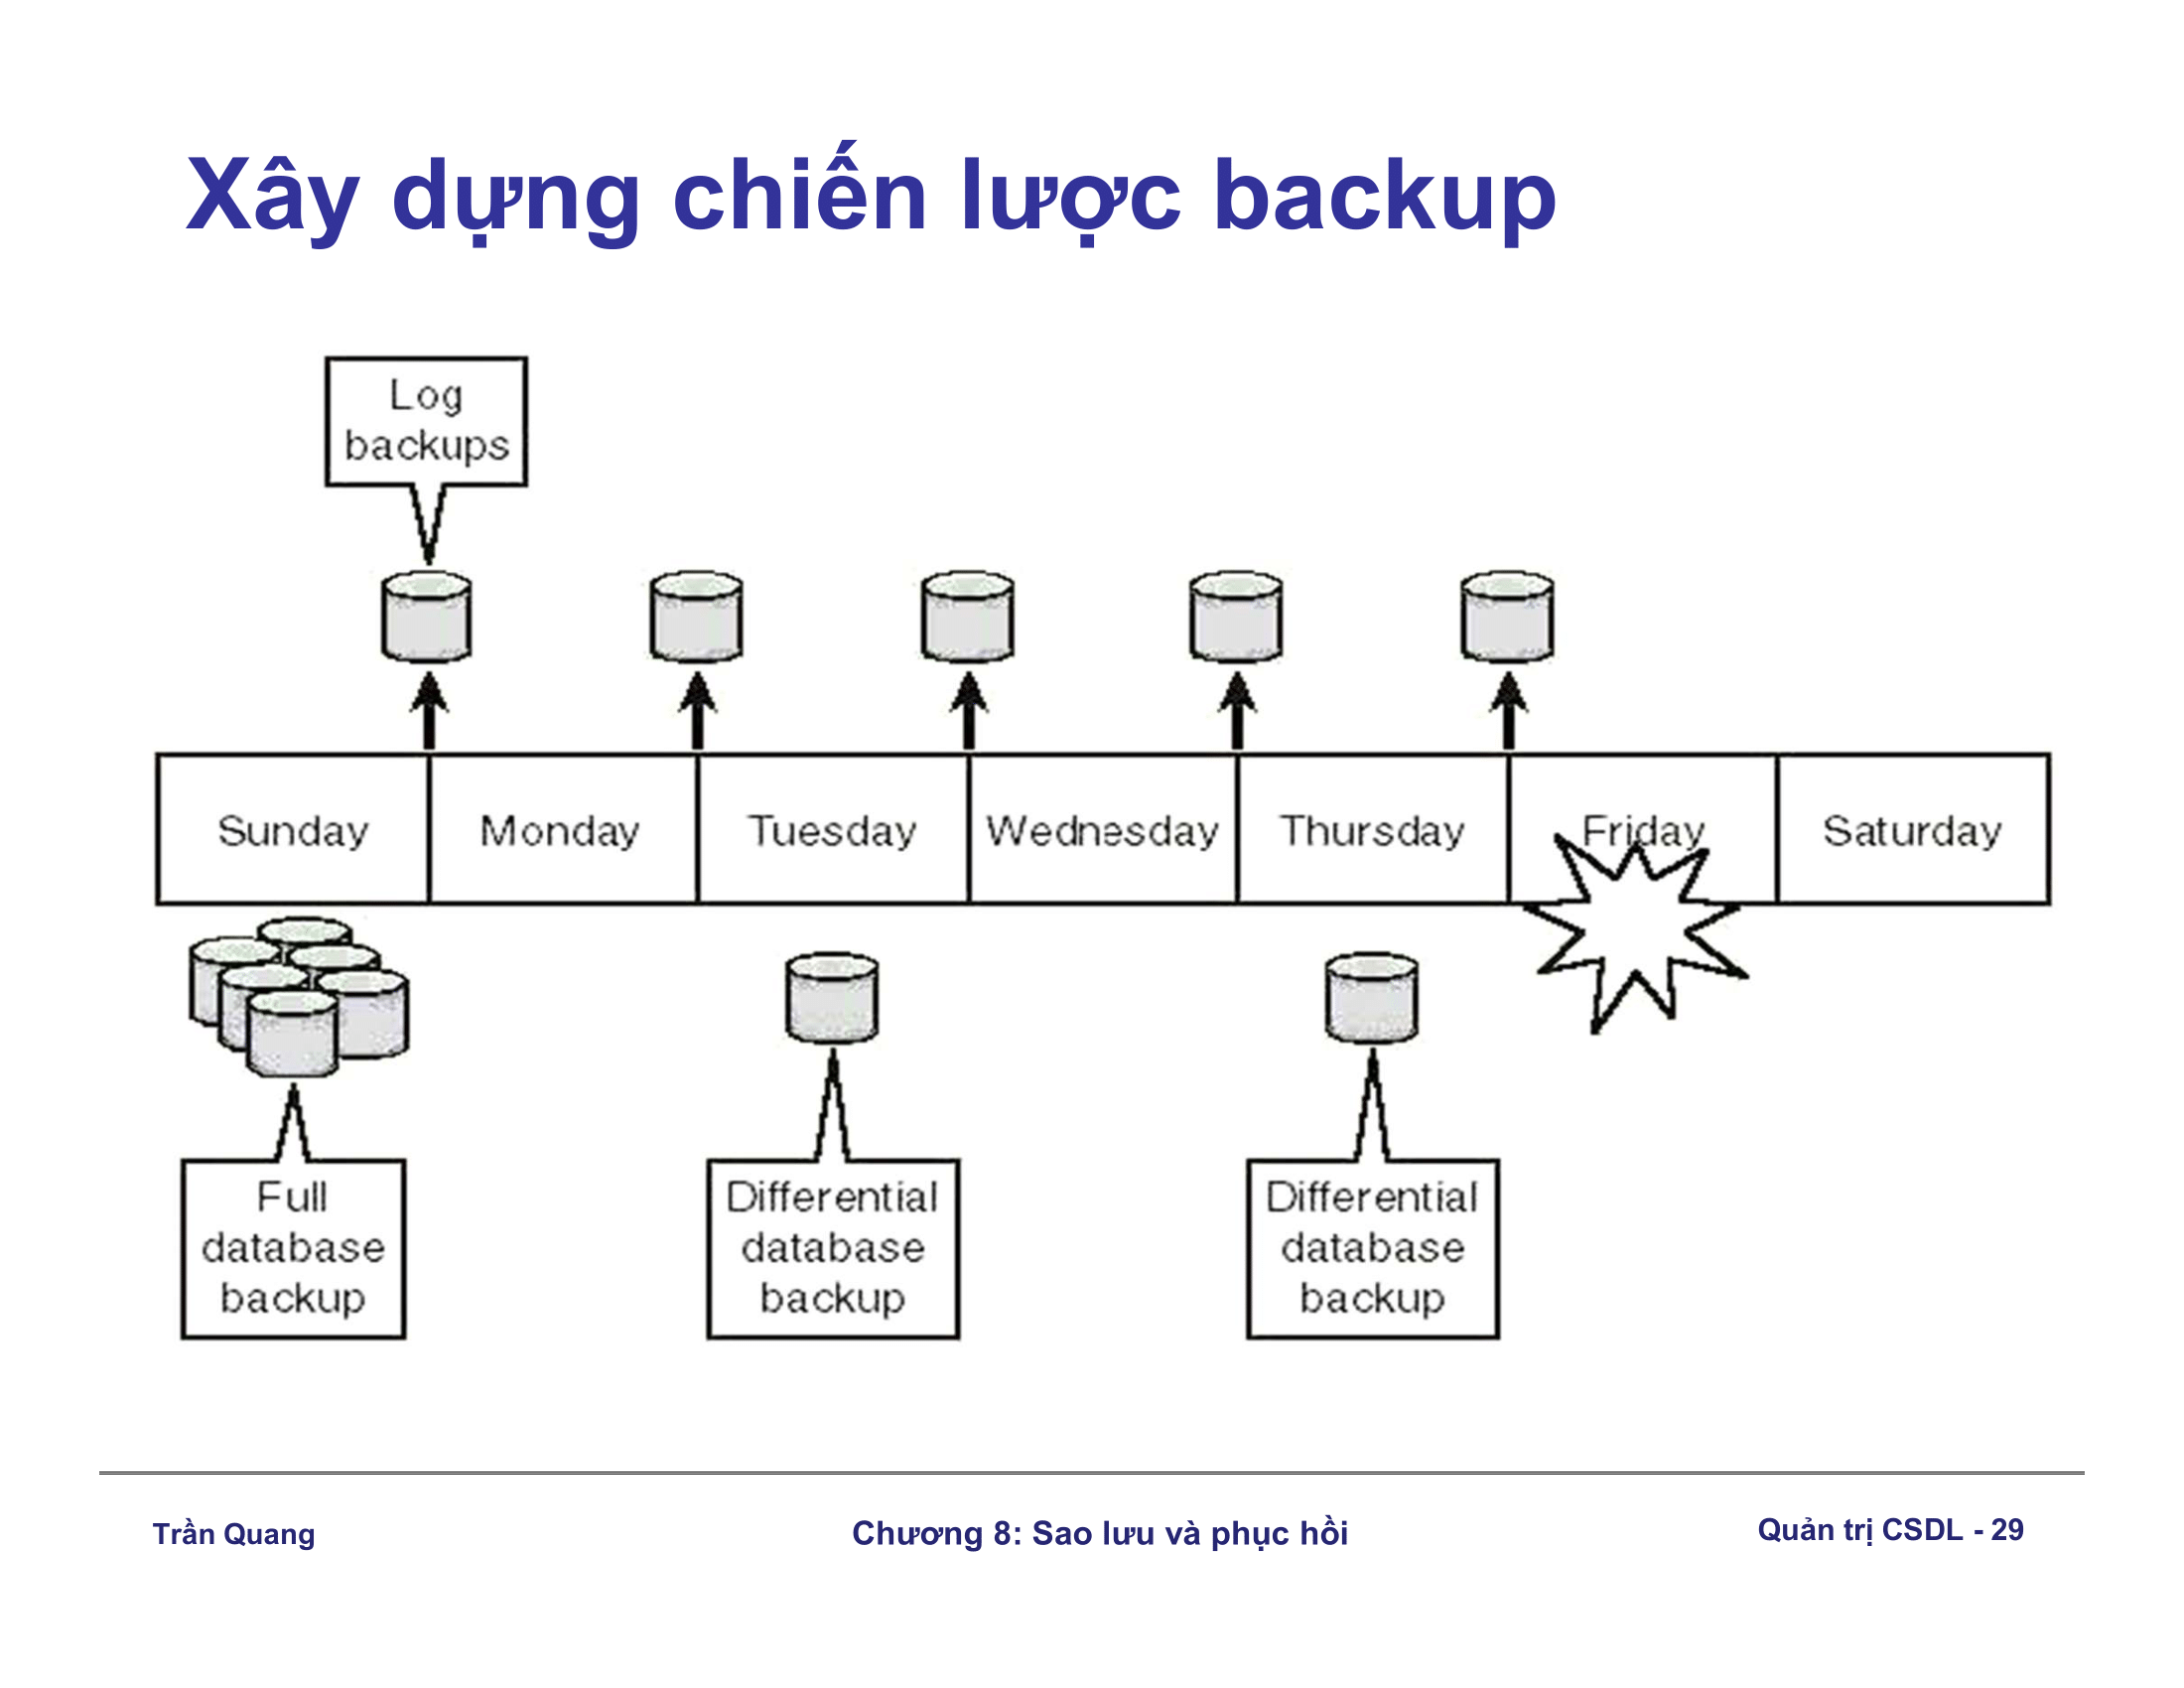 Xây dựng chiến lược backup
Log
backups
Sunday
Monday
Tuesday
Wednesday
Thursday
Friday
Saturday
Full
database
backup
Differential
database
backup
Differential
database
backup
Trần Quang
Chương 8: Sao lưu và phục hồi
Quản trị CSDL - 29